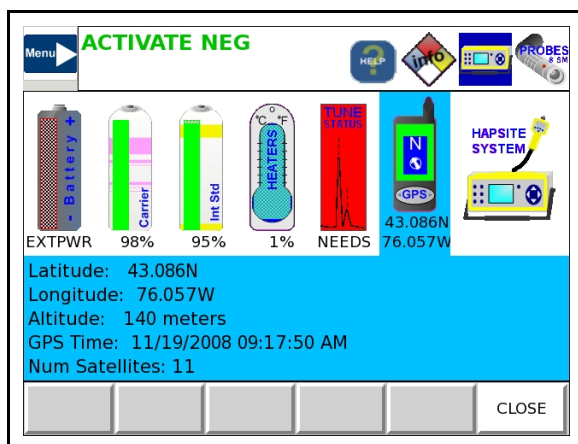 Menu
ACTIVATE NEG
HELP
info
PROBES
8 SM
Battery + -
Carrier
Int Std
°C °F
HEATERS
TUNE
STATUS
N
GPS
HAPSITE
SYSTEM
EXTPWR 98% 95% 1% NEEDS
43.086N
76.057W
Latitude: 43.086N
Longitude: 76.057W
Altitude: 140 meters
GPS Time: 11/19/2008 09:17:50 AM
Num Satellites: 11
CLOSE